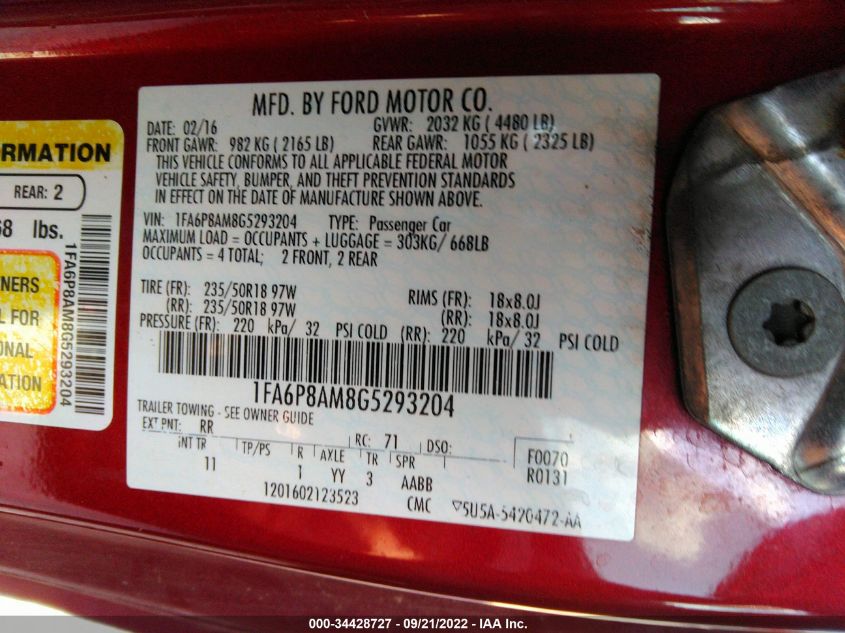 MFD. BY FORD MOTOR CO.
DATE: 02/16 GVWR: 2032 KG ( 4480 LB)
FRONT GAWR: 982 KG ( 2165 LB) REAR GAWR: 1055 KG ( 2325 LB)
THIS VEHICLE CONFORMS TO ALL APPLICABLE FEDERAL MOTOR
VEHICLE SAFETY, BUMPER, AND THEFT PREVENTION STANDARDS
IN EFFECT ON THE DATE OF MANUFACTURE SHOWN ABOVE.
VIN: 1FA6P8AM8G5293204 TYPE: Passenger Car
MAXIMUM LOAD = OCCUPANTS + LUGGAGE = 303KG/ 668LB
OCCUPANTS = 4 TOTAL; 2 FRONT, 2 REAR
TIRE (FR): 235/50R18 97W RIMS (FR): 18x8.0J
(RR): 235/50R18 97W (RR): 18x8.0J
PRESSURE (FR): 220 kPa/ 32 PSI COLD (RR): 220 kPa/ 32 PSI COLD
1FA6P8AM8G5293204
TRAILER TOWING - SEE OWNER GUIDE
EXT PNT: RR RC: 71 DSO: F0070
INT TR TP/PS R AXLE TR SPR R0131
11 1 YY 3 AABB
1201602123523 CMC 5U5A-5420472-AA
ORMATION
REAR: 2
68 lbs.
1FA6P8AM8G5293204
NERS
L FOR
ONAL
ATION
000-34428727 - 09/21/2022 - IAA Inc.